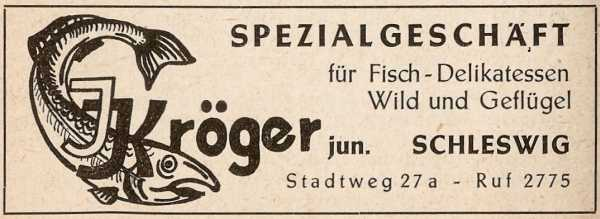 SPEZIALGESCHÄFT
für Fisch-Delikatessen
Wild und Geflügel
J Kröger jun. SCHLESWIG
Stadtweg 27a - Ruf 2775